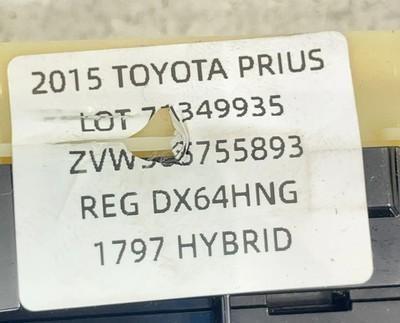 2015 TOYOTA PRIUS
LOT
REG DX64HNG
1797 HYBRID